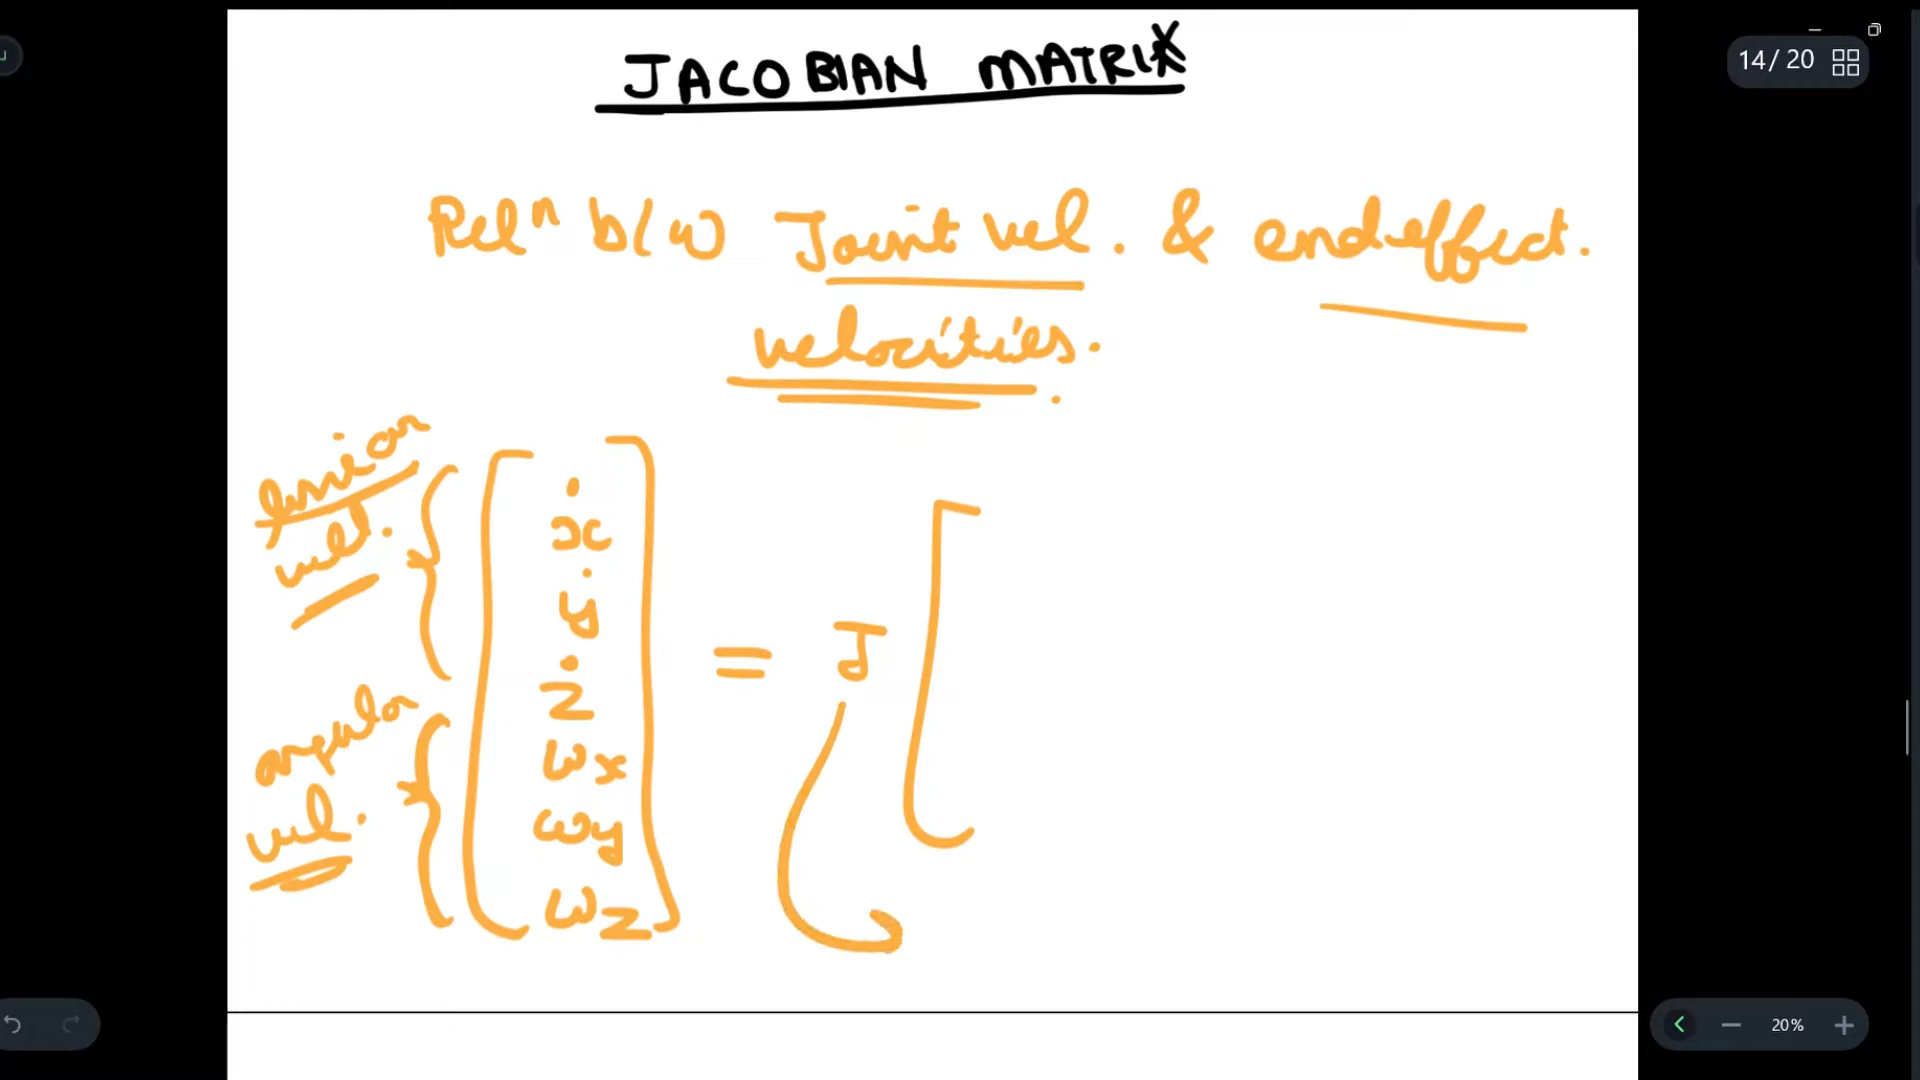 JACOBIAN MATRIX
14/ 20
Relⁿ b/w Joint vel. & endeffect.
velocities.
linear
vel.
ẋ
ẏ
ż
= J
angular
vel.
ωx
ωy
ωz
20%